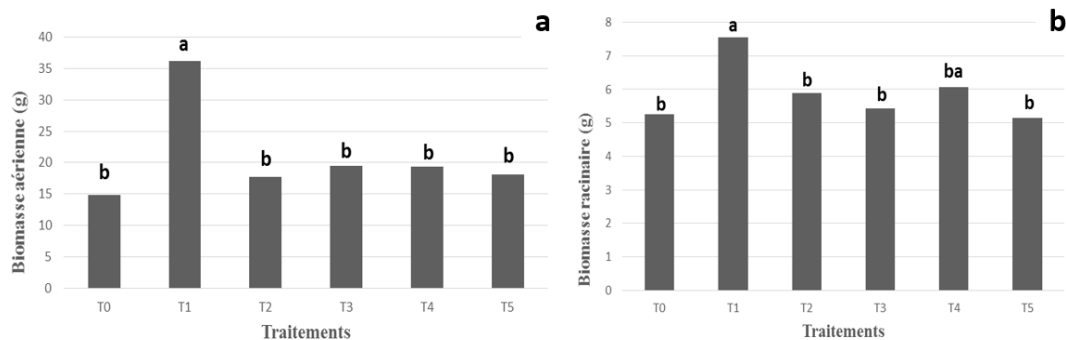 a
Biomasse aérienne (g)
40
35
30
25
20
15
10
5
0
b
a
b
b
b
b
T0 T1 T2 T3 T4 T5
Traitements
b
Biomasse racinaire (g)
8
7
6
5
4
3
2
1
0
b
a
b
b
ba
b
T0 T1 T2 T3 T4 T5
Traitements